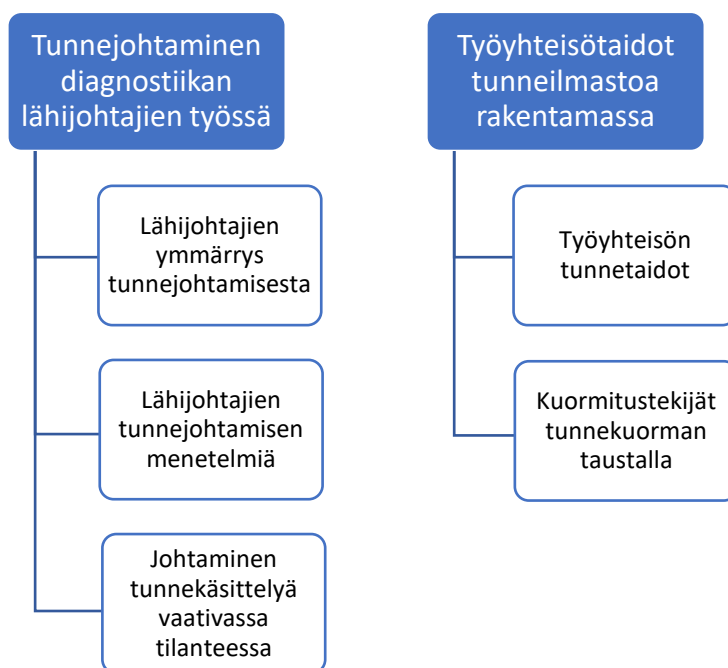 Tunnejohtaminen
diagnostiikan
lähijohtajien työssä
Lähijohtajien
ymmärrys
tunnejohtamisesta
Lähijohtajien
tunnejohtamisen
menetelmiä
Johtaminen
tunnekäsittelyä
vaativassa
tilanteessa
Työyhteisötaidot
tunneilmastoa
rakentamassa
Työyhteisön
tunnetaidot
Kuormitustekijät
tunnekuorman
taustalla